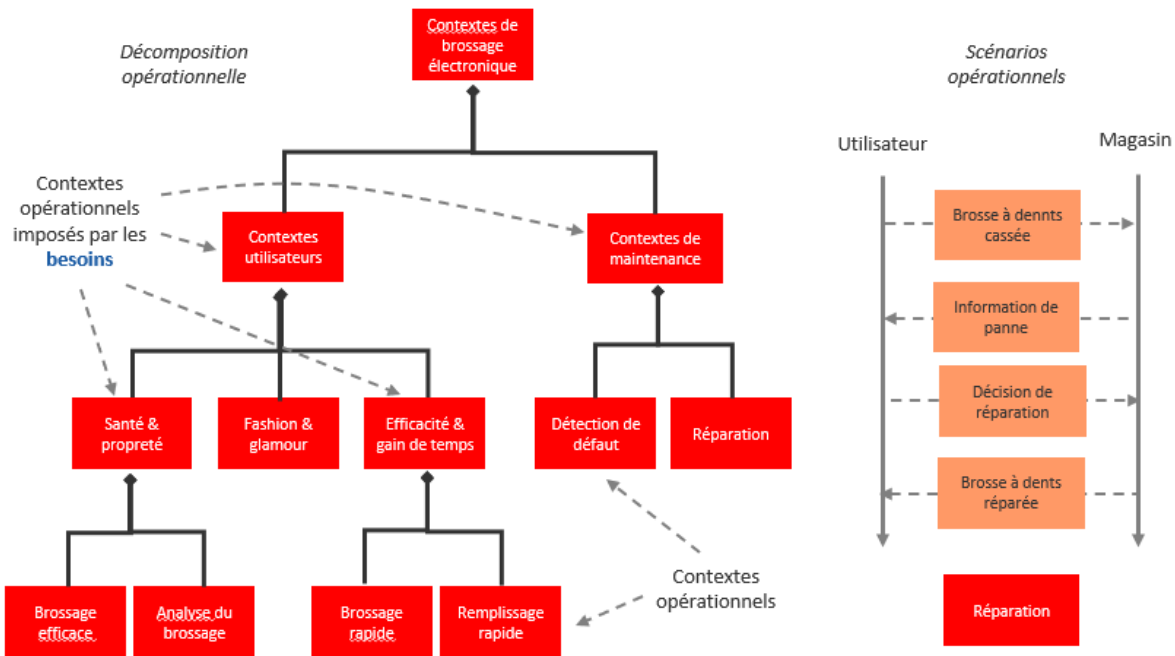 Contextes de
brossage
électronique
Décomposition
opérationnelle
Scénarios
opérationnels
Utilisateur
Magasin
Contextes
opérationnels
imposés par les
besoins
Contextes
utilisateurs
Contextes de
maintenance
Brosse à dennts
cassée
Information de
panne
Décision de
réparation
Brosse à dents
réparée
Santé &
propreté
Fashion &
glamour
Efficacité &
gain de temps
Détection de
défaut
Réparation
Contextes
opérationnels
Brossage
efficace
Analyse du
brossage
Brossage
rapide
Remplissage
rapide
Réparation